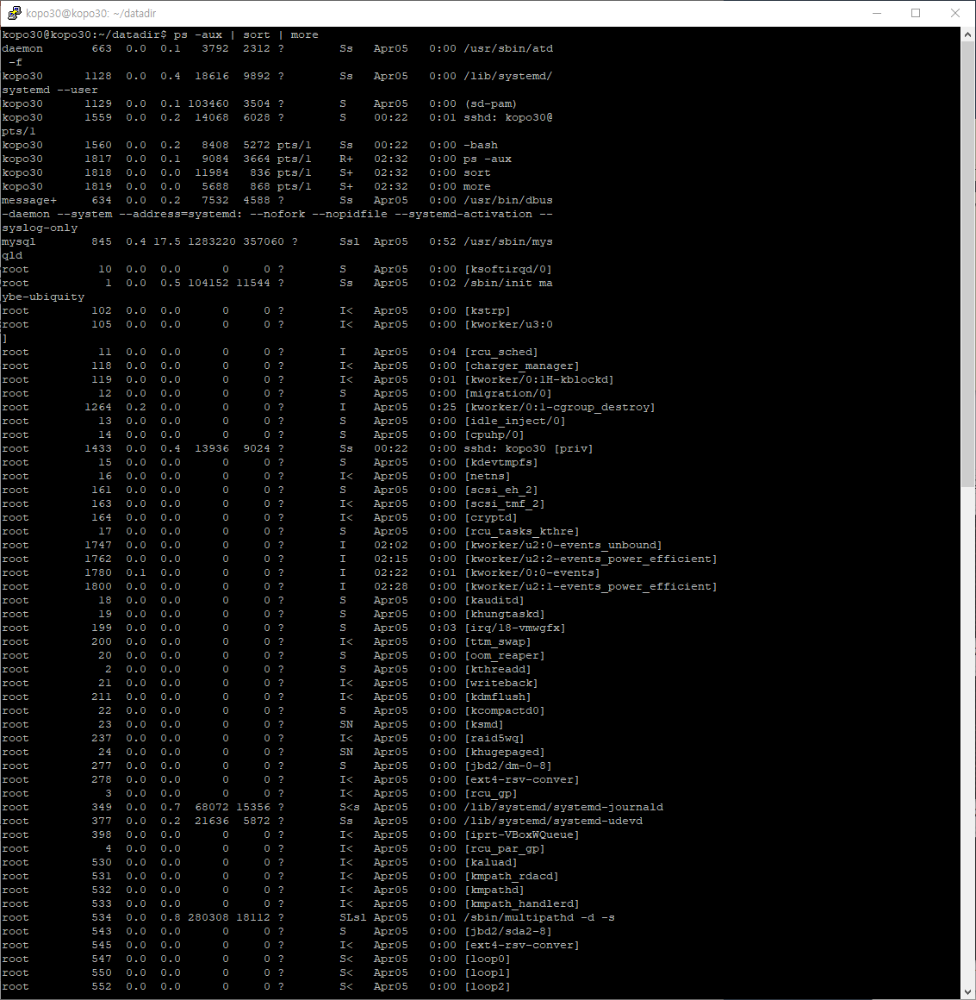 kopo30@kopo30: ~/datadir
kopo30@kopo30:~/datadir$ ps -aux | sort | more
daemon       663  0.0  0.1   3792  2312 ?        Ss   Apr05   0:00 /usr/sbin/atd
 -f
kopo30      1128  0.0  0.4  18616  9892 ?        Ss   Apr05   0:00 /lib/systemd/
systemd --user
kopo30      1129  0.0  0.1 103460  3504 ?        S    Apr05   0:00 (sd-pam)
kopo30      1559  0.0  0.2  14068  6028 ?        S    00:22   0:01 sshd: kopo30@
pts/1
kopo30      1560  0.0  0.2   8408  5272 pts/1    Ss   00:22   0:00 -bash
kopo30      1817  0.0  0.1   9084  3664 pts/1    R+   02:32   0:00 ps -aux
kopo30      1818  0.0  0.0  11984   836 pts/1    S+   02:32   0:00 sort
kopo30      1819  0.0  0.0   5688   868 pts/1    S+   02:32   0:00 more
message+     634  0.0  0.2   7532  4588 ?        Ss   Apr05   0:00 /usr/bin/dbus
-daemon --system --address=systemd: --nofork --nopidfile --systemd-activation --
syslog-only
mysql        845  0.4 17.5 1283220 357060 ?      Ssl  Apr05   0:52 /usr/sbin/mys
qld
root          10  0.0  0.0      0     0 ?        S    Apr05   0:00 [ksoftirqd/0]
root           1  0.0  0.5 104152 11544 ?        Ss   Apr05   0:02 /sbin/init ma
ybe-ubiquity
root         102  0.0  0.0      0     0 ?        I<   Apr05   0:00 [kstrp]
root         105  0.0  0.0      0     0 ?        I<   Apr05   0:00 [kworker/u3:0
]
root          11  0.0  0.0      0     0 ?        I    Apr05   0:04 [rcu_sched]
root         118  0.0  0.0      0     0 ?        I<   Apr05   0:00 [charger_manager]
root         119  0.0  0.0      0     0 ?        I<   Apr05   0:01 [kworker/0:1H-kblockd]
root          12  0.0  0.0      0     0 ?        S    Apr05   0:00 [migration/0]
root        1264  0.2  0.0      0     0 ?        I    Apr05   0:25 [kworker/0:1-cgroup_destroy]
root          13  0.0  0.0      0     0 ?        S    Apr05   0:00 [idle_inject/0]
root          14  0.0  0.0      0     0 ?        S    Apr05   0:00 [cpuhp/0]
root        1433  0.0  0.4  13936  9024 ?        Ss   00:22   0:00 sshd: kopo30 [priv]
root          15  0.0  0.0      0     0 ?        S    Apr05   0:00 [kdevtmpfs]
root          16  0.0  0.0      0     0 ?        I<   Apr05   0:00 [netns]
root         161  0.0  0.0      0     0 ?        S    Apr05   0:00 [scsi_eh_2]
root         163  0.0  0.0      0     0 ?        I<   Apr05   0:00 [scsi_tmf_2]
root         164  0.0  0.0      0     0 ?        I<   Apr05   0:00 [cryptd]
root          17  0.0  0.0      0     0 ?        S    Apr05   0:00 [rcu_tasks_kthre]
root        1747  0.0  0.0      0     0 ?        I    02:02   0:00 [kworker/u2:0-events_unbound]
root        1762  0.0  0.0      0     0 ?        I    02:15   0:00 [kworker/u2:2-events_power_efficient]
root        1780  0.1  0.0      0     0 ?        I    02:22   0:01 [kworker/0:0-events]
root        1800  0.0  0.0      0     0 ?        I    02:28   0:00 [kworker/u2:1-events_power_efficient]
root          18  0.0  0.0      0     0 ?        S    Apr05   0:00 [kauditd]
root          19  0.0  0.0      0     0 ?        S    Apr05   0:00 [khungtaskd]
root         199  0.0  0.0      0     0 ?        S    Apr05   0:03 [irq/18-vmwgfx]
root         200  0.0  0.0      0     0 ?        I<   Apr05   0:00 [ttm_swap]
root          20  0.0  0.0      0     0 ?        S    Apr05   0:00 [oom_reaper]
root           2  0.0  0.0      0     0 ?        S    Apr05   0:00 [kthreadd]
root          21  0.0  0.0      0     0 ?        I<   Apr05   0:00 [writeback]
root         211  0.0  0.0      0     0 ?        I<   Apr05   0:00 [kdmflush]
root          22  0.0  0.0      0     0 ?        S    Apr05   0:00 [kcompactd0]
root          23  0.0  0.0      0     0 ?        SN   Apr05   0:00 [ksmd]
root         237  0.0  0.0      0     0 ?        I<   Apr05   0:00 [raid5wq]
root          24  0.0  0.0      0     0 ?        SN   Apr05   0:00 [khugepaged]
root         277  0.0  0.0      0     0 ?        S    Apr05   0:00 [jbd2/dm-0-8]
root         278  0.0  0.0      0     0 ?        I<   Apr05   0:00 [ext4-rsv-conver]
root           3  0.0  0.0      0     0 ?        I<   Apr05   0:00 [rcu_gp]
root         349  0.0  0.7  68072 15356 ?        S<s  Apr05   0:00 /lib/systemd/systemd-journald
root         377  0.0  0.2  21636  5872 ?        Ss   Apr05   0:00 /lib/systemd/systemd-udevd
root         398  0.0  0.0      0     0 ?        I<   Apr05   0:00 [iprt-VBoxWQueue]
root           4  0.0  0.0      0     0 ?        I<   Apr05   0:00 [rcu_par_gp]
root         530  0.0  0.0      0     0 ?        I<   Apr05   0:00 [kaluad]
root         531  0.0  0.0      0     0 ?        I<   Apr05   0:00 [kmpath_rdacd]
root         532  0.0  0.0      0     0 ?        I<   Apr05   0:00 [kmpathd]
root         533  0.0  0.0      0     0 ?        I<   Apr05   0:00 [kmpath_handlerd]
root         534  0.0  0.8 280308 18112 ?        SLsl Apr05   0:01 /sbin/multipathd -d -s
root         543  0.0  0.0      0     0 ?        S    Apr05   0:00 [jbd2/sda2-8]
root         545  0.0  0.0      0     0 ?        I<   Apr05   0:00 [ext4-rsv-conver]
root         547  0.0  0.0      0     0 ?        S<   Apr05   0:00 [loop0]
root         550  0.0  0.0      0     0 ?        S<   Apr05   0:00 [loop1]
root         552  0.0  0.0      0     0 ?        S<   Apr05   0:00 [loop2]